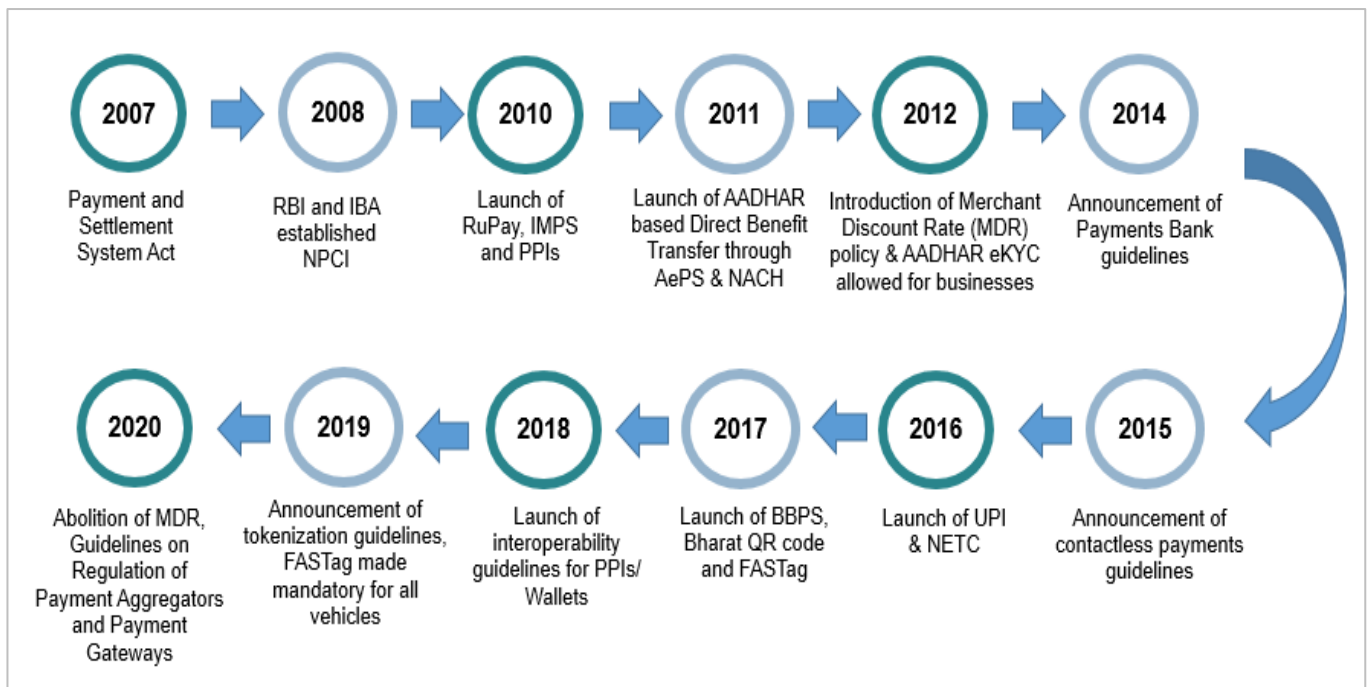 2007
Payment and
Settlement
System Act
2008
RBI and IBA
established
NPCI
2010
Launch of
RuPay, IMPS
and PPIs
2011
Launch of AADHAR
based Direct Benefit
Transfer through
AePS & NACH
2012
Introduction of Merchant
Discount Rate (MDR)
policy & AADHAR eKYC
allowed for businesses
2014
Announcement of
Payments Bank
guidelines
2015
Announcement of
contactless payments
guidelines
2016
Launch of UPI
& NETC
2017
Launch of BBPS,
Bharat QR code
and FASTag
2018
Launch of
interoperability
guidelines for PPIs/
Wallets
2019
Announcement of
tokenization guidelines,
FASTag made
mandatory for all
vehicles
2020
Abolition of MDR,
Guidelines on
Regulation of
Payment Aggregators
and Payment
Gateways